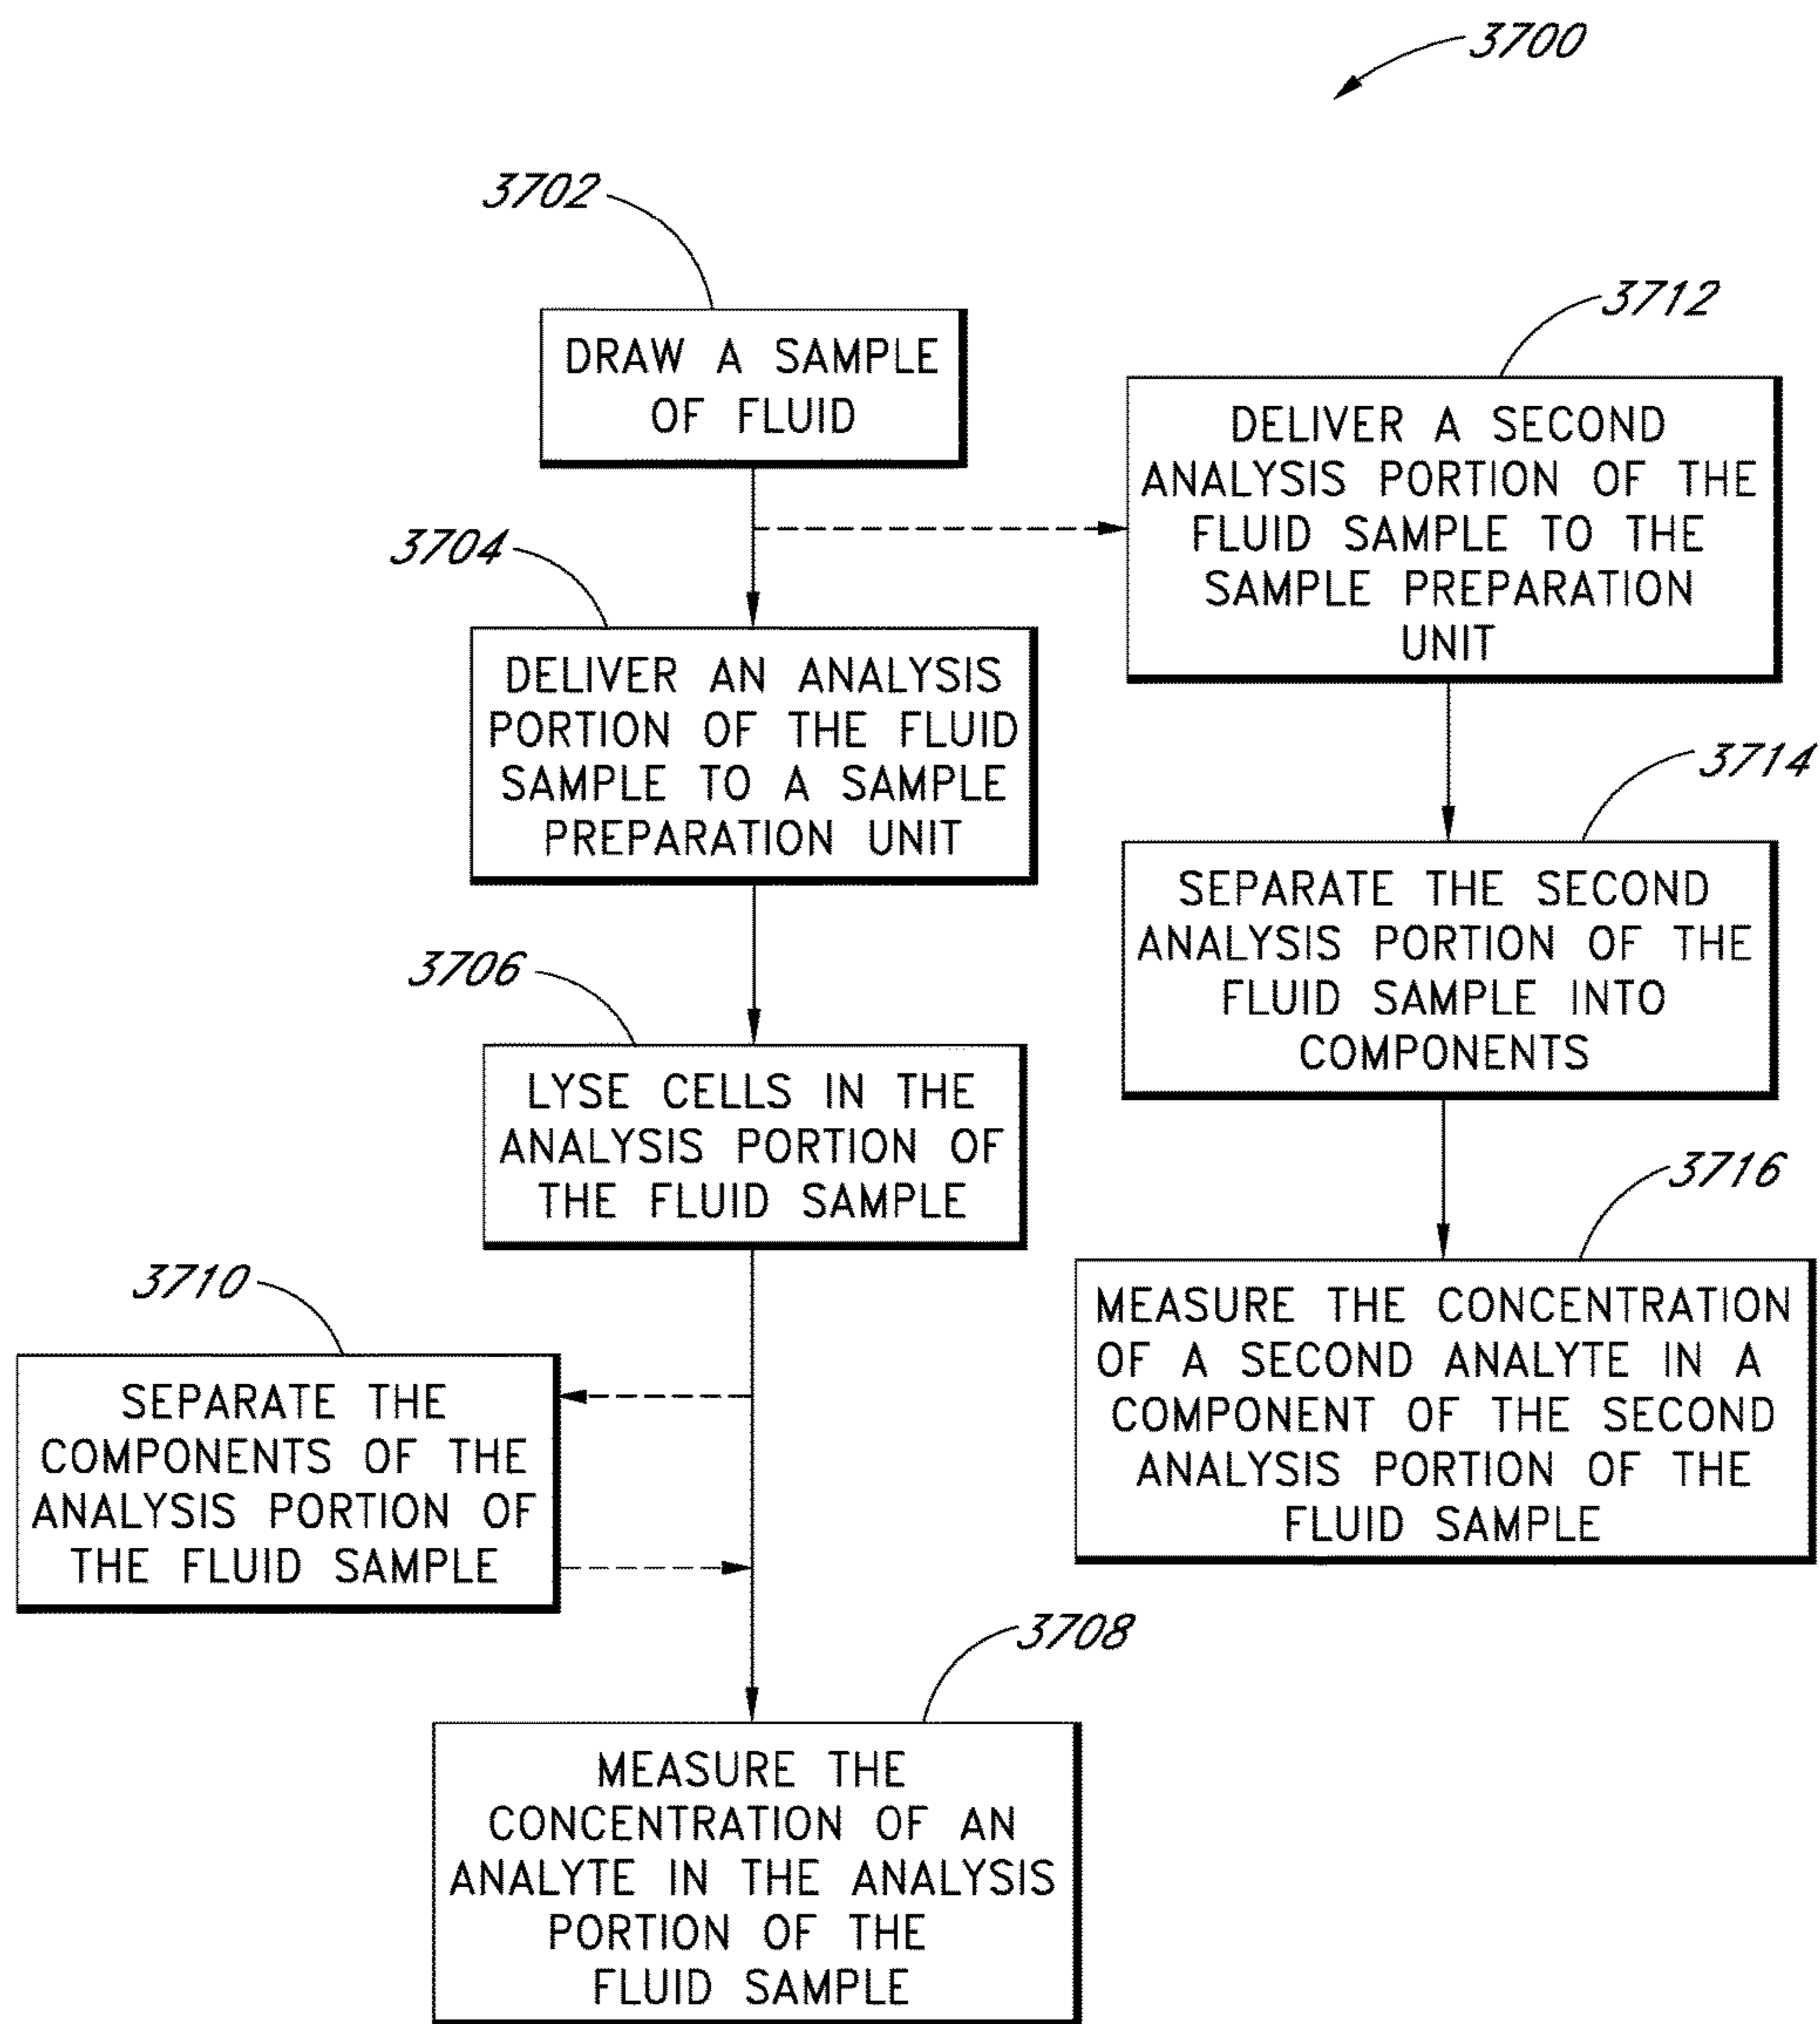 3700
3702
DRAW A SAMPLE
OF FLUID
3712
DELIVER A SECOND
ANALYSIS PORTION OF THE
FLUID SAMPLE TO THE
SAMPLE PREPARATION
UNIT
3704
DELIVER AN ANALYSIS
PORTION OF THE FLUID
SAMPLE TO A SAMPLE
PREPARATION UNIT
3714
SEPARATE THE SECOND
ANALYSIS PORTION OF THE
FLUID SAMPLE INTO
COMPONENTS
3706
LYSE CELLS IN THE
ANALYSIS PORTION OF
THE FLUID SAMPLE
3716
MEASURE THE CONCENTRATION
OF A SECOND ANALYTE IN A
COMPONENT OF THE SECOND
ANALYSIS PORTION OF THE
FLUID SAMPLE
3710
SEPARATE THE
COMPONENTS OF THE
ANALYSIS PORTION OF
THE FLUID SAMPLE
3708
MEASURE THE
CONCENTRATION OF AN
ANALYTE IN THE ANALYSIS
PORTION OF THE
FLUID SAMPLE